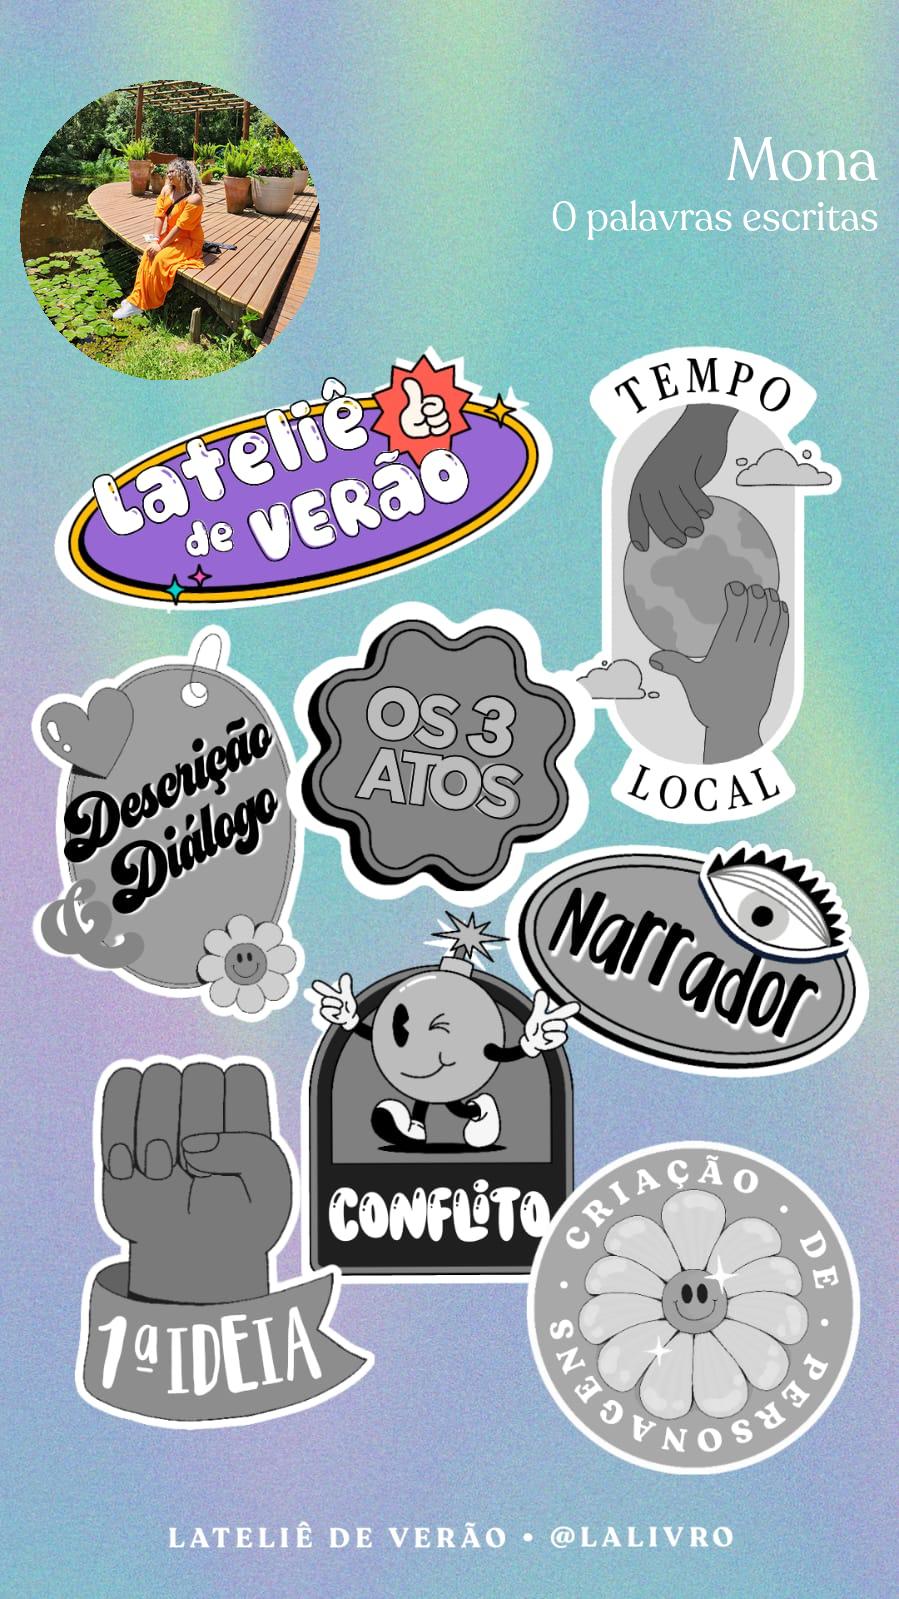 Mona
0 palavras escritas
Lateliê
de VERÃO
TEMPO
LOCAL
OS 3
ATOS
Descrição
&
Diálogo
Narrador
CONFLITO
1ª IDEIA
CRIAÇÃO · DE · PERSONAGENS ·
LATELIÊ DE VERÃO • @LALIVRO